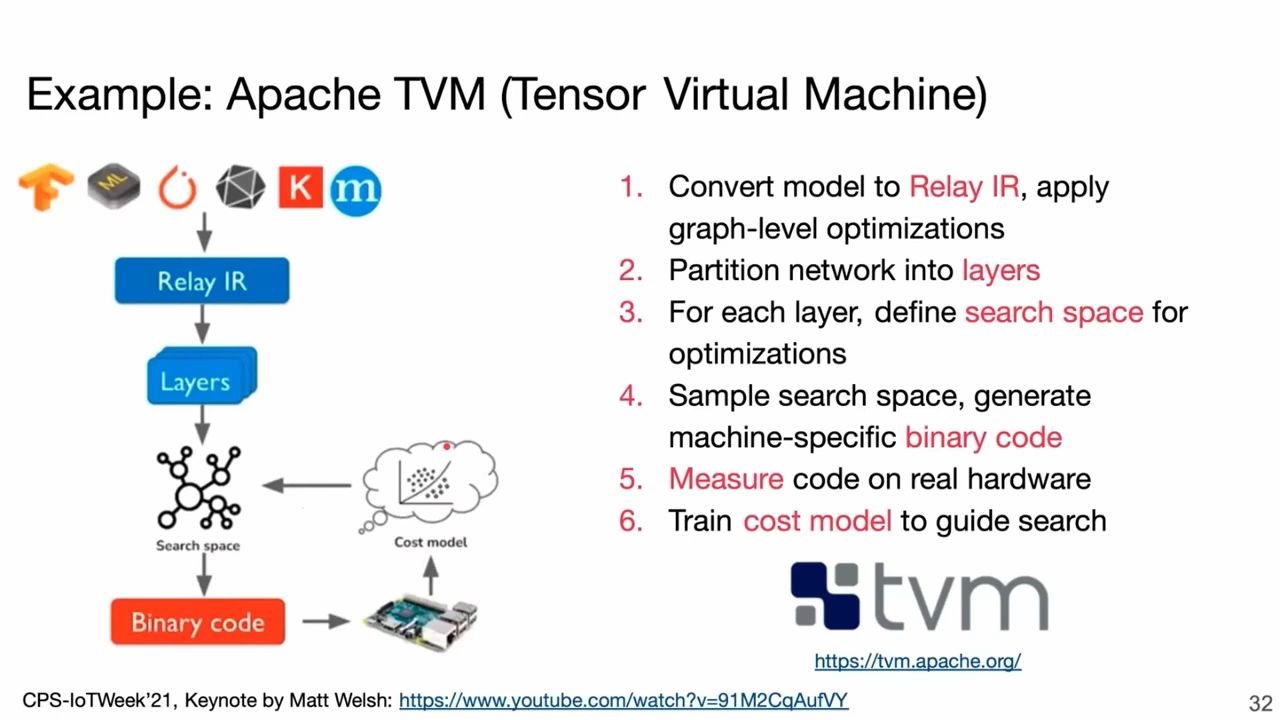 Example: Apache TVM (Tensor Virtual Machine)
ML
K
m
Relay IR
Layers
Search space
Cost model
Binary code
1. Convert model to Relay IR, apply
graph-level optimizations
2. Partition network into layers
3. For each layer, define search space for
optimizations
4. Sample search space, generate
machine-specific binary code
5. Measure code on real hardware
6. Train cost model to guide search
tvm
https://tvm.apache.org/
CPS-IoTWeek’21, Keynote by Matt Welsh: https://www.youtube.com/watch?v=91M2CqAufVY
32